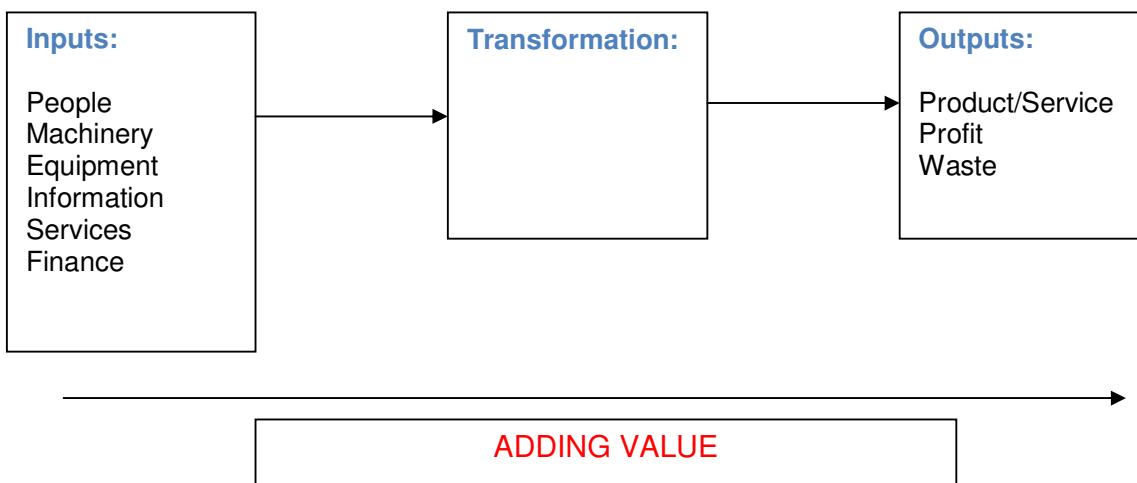 Inputs:
People
Machinery
Equipment
Information
Services
Finance
Transformation:
Outputs:
Product/Service
Profit
Waste
ADDING VALUE